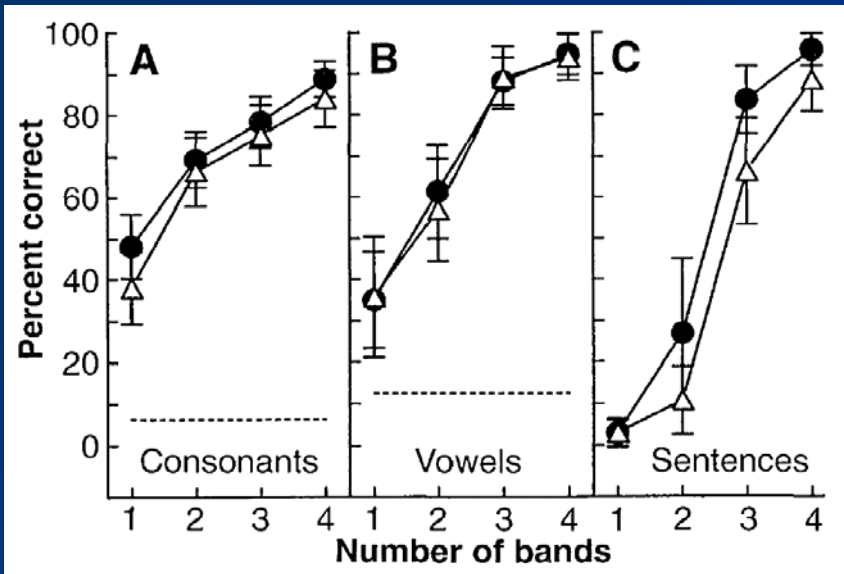 Percent correct
100
80
60
40
20
0
A
Consonants
1 2 3 4
B
Vowels
1 2 3 4
C
Sentences
1 2 3 4
Number of bands